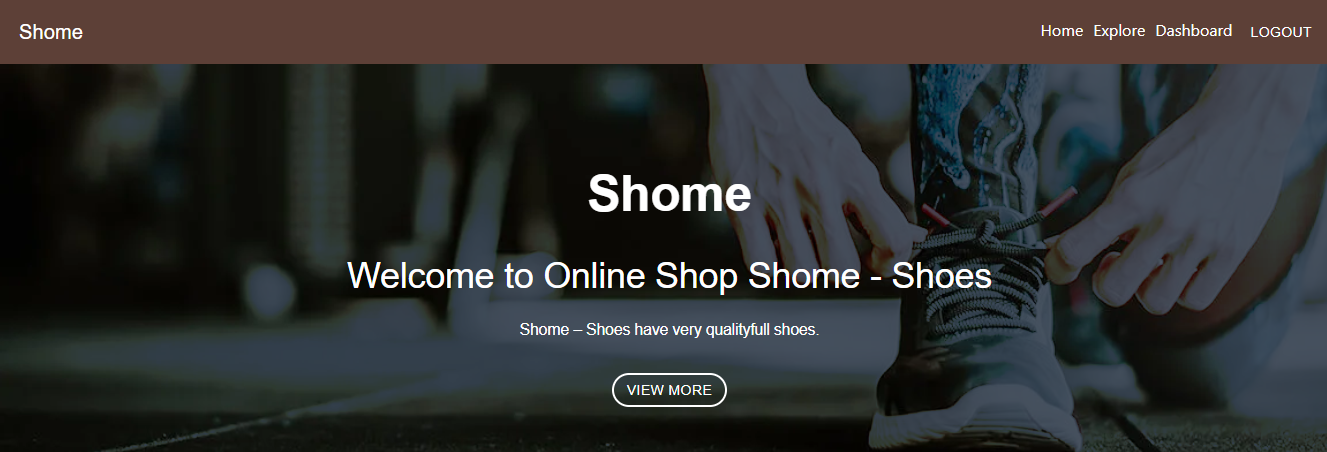 Shome
Home Explore Dashboard LOGOUT
Shome
Welcome to Online Shop Shome - Shoes
Shome – Shoes have very qualityfull shoes.
VIEW MORE